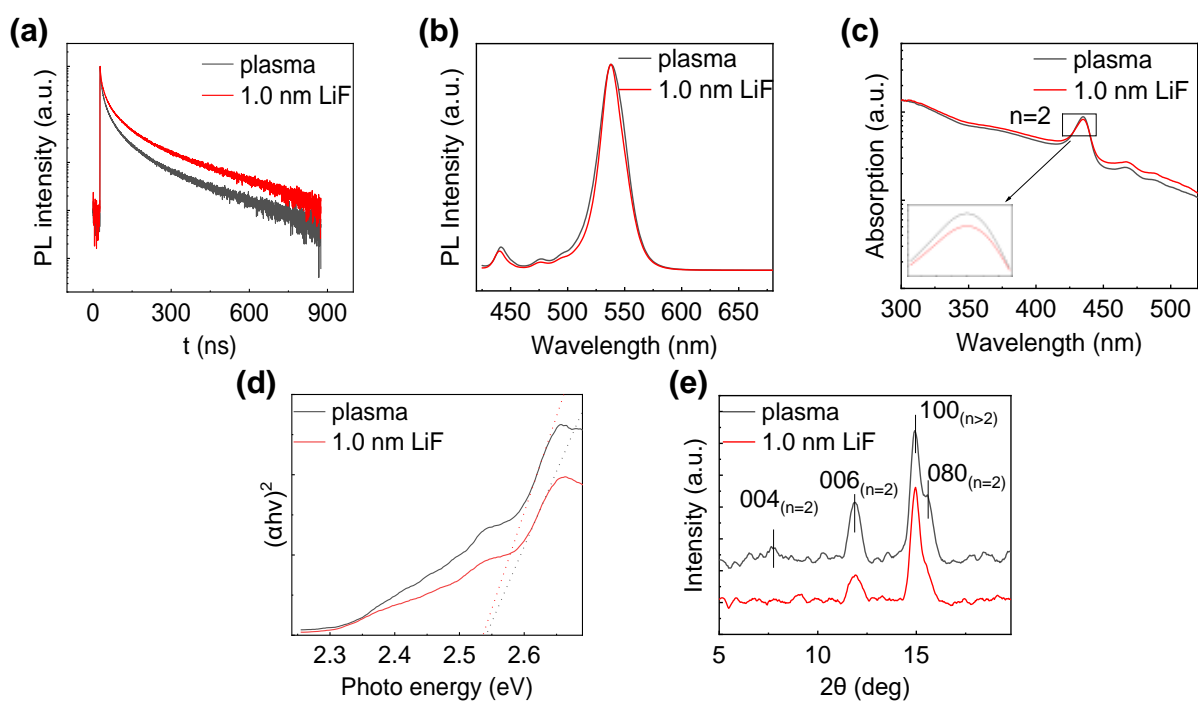 (a)
plasma
1.0 nm LiF
PL intensity (a.u.)
0 300 600 900
t (ns)
(b)
plasma
1.0 nm LiF
PL Intensity (a.u.)
450 500 550 600 650
Wavelength (nm)
(c)
plasma
1.0 nm LiF
n=2
Absorption (a.u.)
300 350 400 450 500
Wavelength (nm)
(d)
plasma
1.0 nm LiF
(αhv)²
2.3 2.4 2.5 2.6
Photo energy (eV)
(e)
plasma
1.0 nm LiF
100(n>2)
080(n=2)
006(n=2)
004(n=2)
Intensity (a.u.)
5 10 15
2θ (deg)